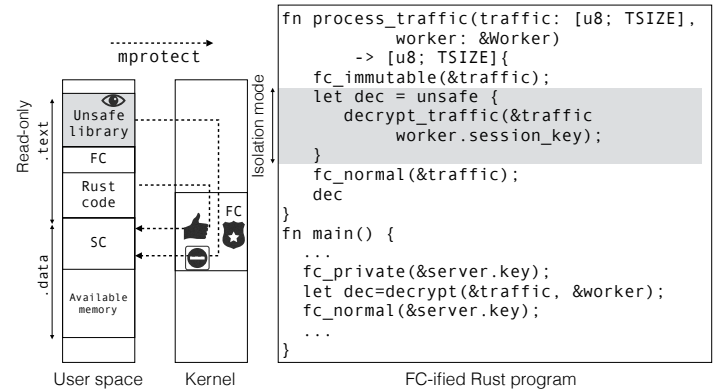 mprotect
Read-only
.text
.data
Unsafe
library
FC
Rust
code
SC
Available
memory
FC
User space
Kernel
Isolation mode
fn process_traffic(traffic: [u8; TSIZE],
worker: &Worker)
-> [u8; TSIZE]{
fc_immutable(&traffic);
let dec = unsafe {
decrypt_traffic(&traffic
worker.session_key);
}
fc_normal(&traffic);
dec
}
fn main() {
...
fc_private(&server.key);
let dec=decrypt(&traffic, &worker);
fc_normal(&server.key);
...
}
FC-ified Rust program